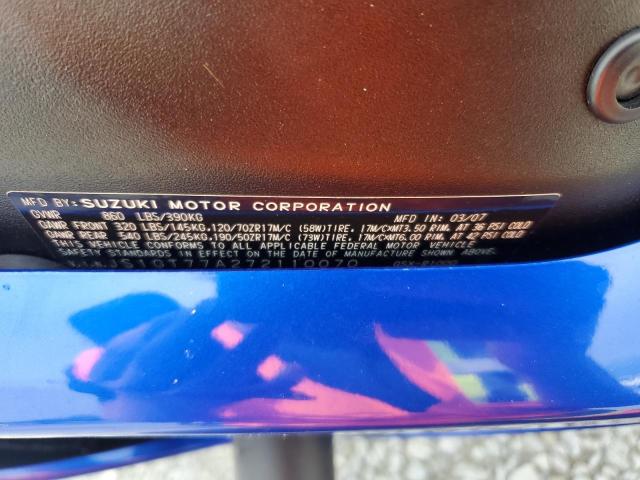 MFD BY: SUZUKI MOTOR CORPORATION
GVWR 860 LBS/390KG MFD IN: 03/07
GAWR FRONT 320 LBS/145KG.120/70ZR17M/C (58W)TIRE. 17M/CXMT3.50 RIM. AT 36 PSI COLD
GAWR REAR 540 LBS/245KG.190/50ZR17M/C (73W)TIRE. 17M/CXMT6.00 RIM. AT 42 PSI COLD
THIS VEHICLE CONFORMS TO ALL APPLICABLE FEDERAL MOTOR VEHICLE
SAFETY STANDARDS IN EFFECT ON THE DATE OF MANUFACTURE SHOWN ABOVE.